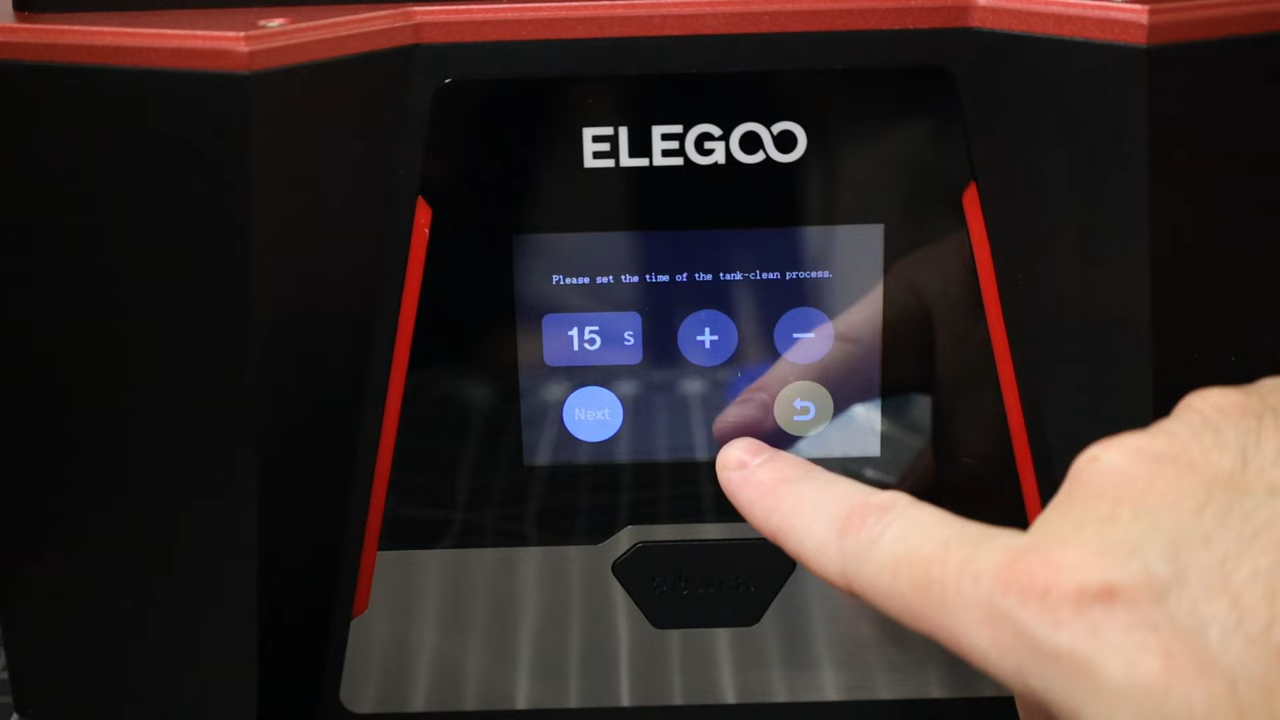 ELEGOO
Please set the time of the tank-clean process.
15 S
+ −
Next